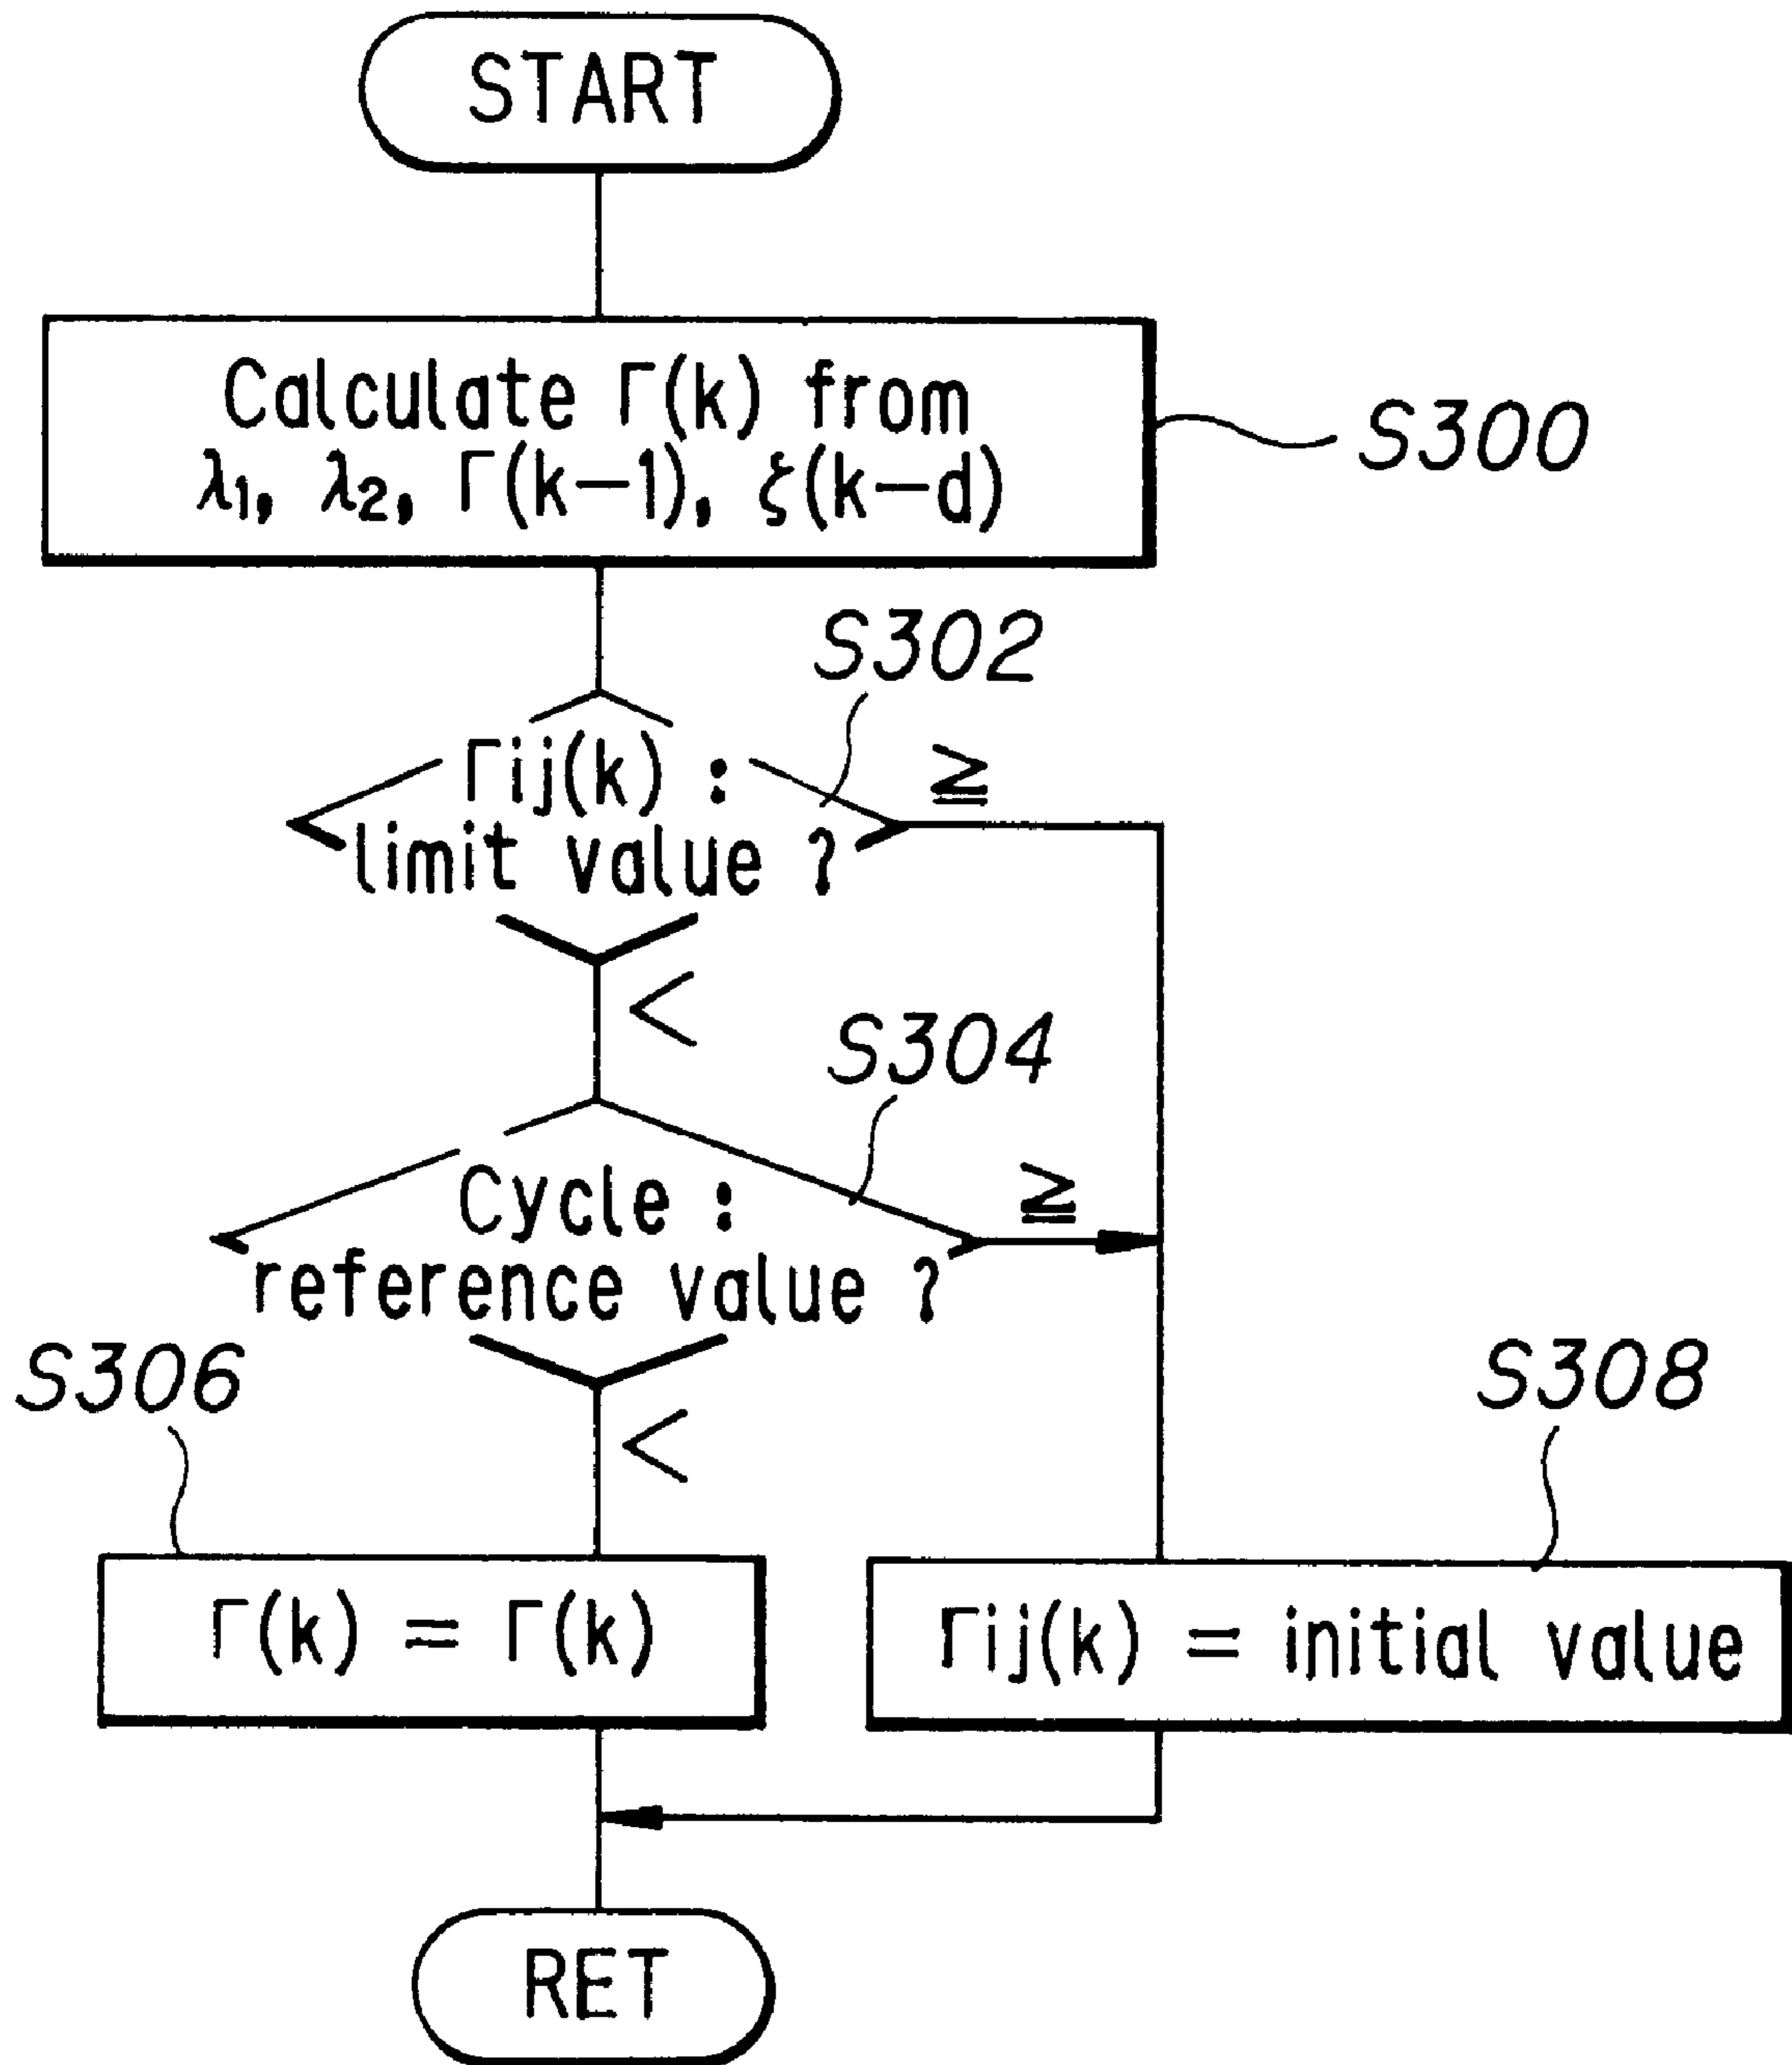 START
Calculate Γ(k) from
λ1, λ2, Γ(k−1), ζ(k−d)
S300
S302
Γij(k) :
limit value ?
≧
<
S304
Cycle :
reference value ?
≧
<
S306
S308
Γ(k) = Γ(k)
Γij(k) = initial value
RET